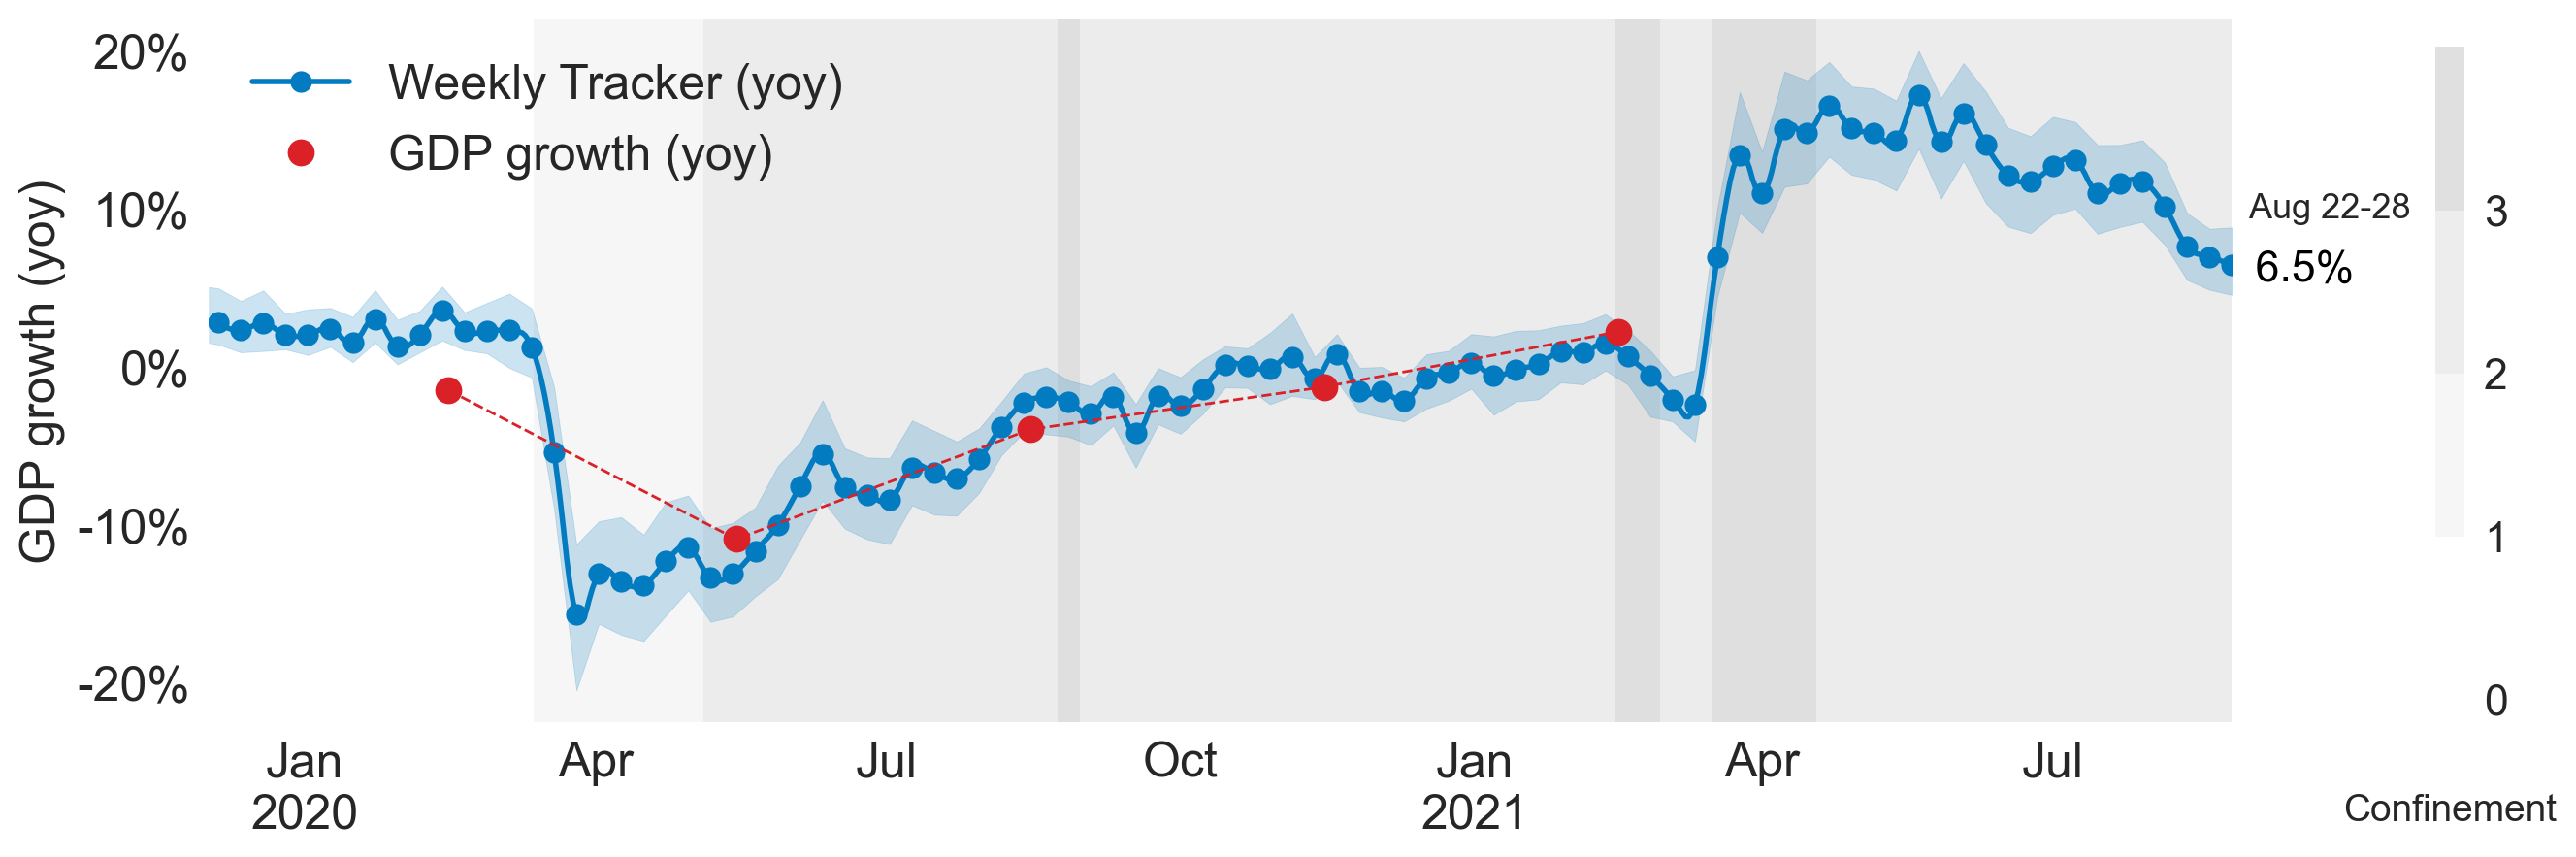 GDP growth (yoy)
20%
10%
0%
-10%
-20%
Weekly Tracker (yoy)
GDP growth (yoy)
Jan
2020
Apr
Jul
Oct
Jan
2021
Apr
Jul
Aug 22-28
6.5%
3
2
1
0
Confinement